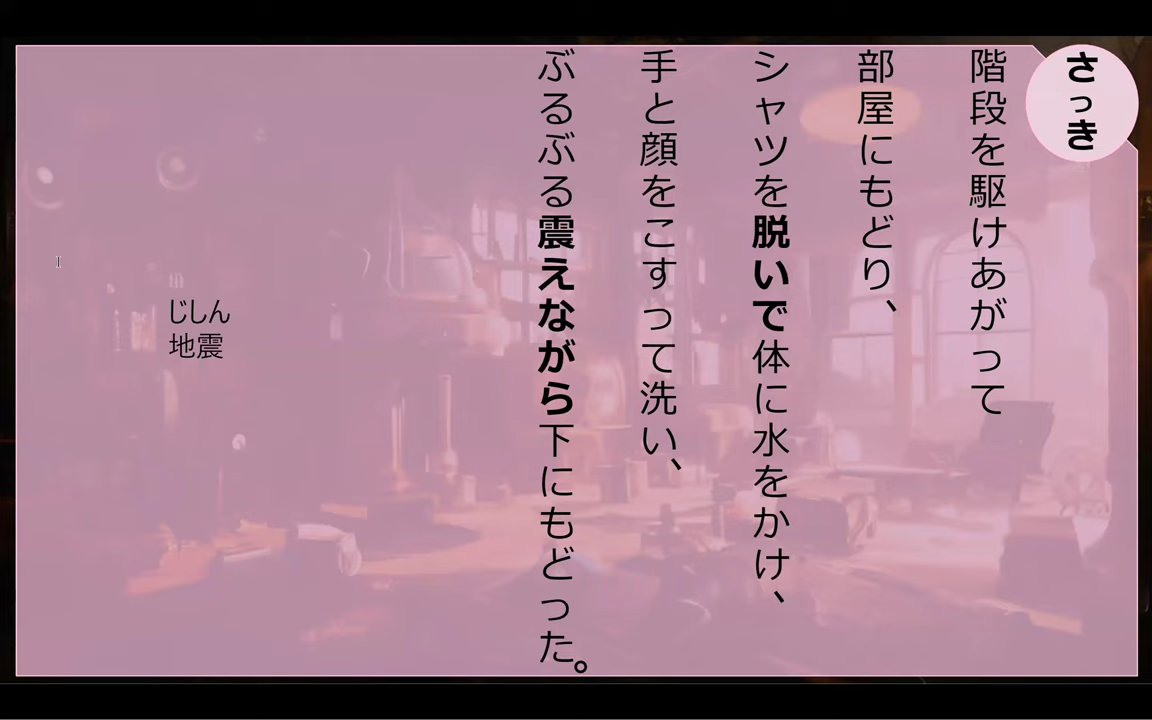 さっき
階段を駆けあがって
部屋にもどり、
シャツを脱いで体に水をかけ、
手と顔をこすって洗い、
ぶるぶる震えながら下にもどった。
じしん
地震